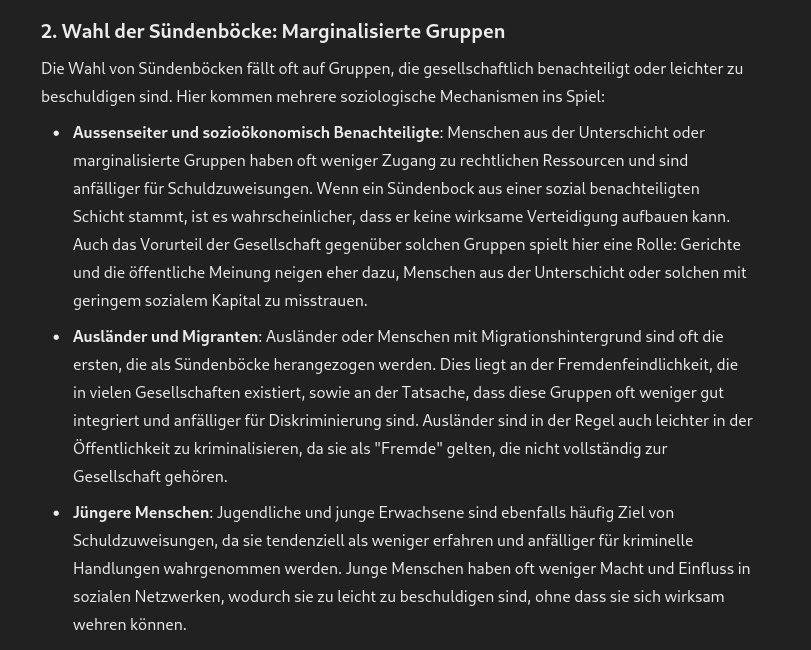 2. Wahl der Sündenböcke: Marginalisierte Gruppen
Die Wahl von Sündenböcken fällt oft auf Gruppen, die gesellschaftlich benachteiligt oder leichter zu
beschuldigen sind. Hier kommen mehrere soziologische Mechanismen ins Spiel:
• Aussenseiter und sozioökonomisch Benachteiligte: Menschen aus der Unterschicht oder
marginalisierte Gruppen haben oft weniger Zugang zu rechtlichen Ressourcen und sind
anfälliger für Schuldzuweisungen. Wenn ein Sündenbock aus einer sozial benachteiligten
Schicht stammt, ist es wahrscheinlicher, dass er keine wirksame Verteidigung aufbauen kann.
Auch das Vorurteil der Gesellschaft gegenüber solchen Gruppen spielt hier eine Rolle: Gerichte
und die öffentliche Meinung neigen eher dazu, Menschen aus der Unterschicht oder solchen mit
geringem sozialem Kapital zu misstrauen.
• Ausländer und Migranten: Ausländer oder Menschen mit Migrationshintergrund sind oft die
ersten, die als Sündenböcke herangezogen werden. Dies liegt an der Fremdenfeindlichkeit, die
in vielen Gesellschaften existiert, sowie an der Tatsache, dass diese Gruppen oft weniger gut
integriert und anfälliger für Diskriminierung sind. Ausländer sind in der Regel auch leichter in der
Öffentlichkeit zu kriminalisieren, da sie als "Fremde" gelten, die nicht vollständig zur
Gesellschaft gehören.
• Jüngere Menschen: Jugendliche und junge Erwachsene sind ebenfalls häufig Ziel von
Schuldzuweisungen, da sie tendenziell als weniger erfahren und anfälliger für kriminelle
Handlungen wahrgenommen werden. Junge Menschen haben oft weniger Macht und Einfluss in
sozialen Netzwerken, wodurch sie zu leicht zu beschuldigen sind, ohne dass sie sich wirksam
wehren können.